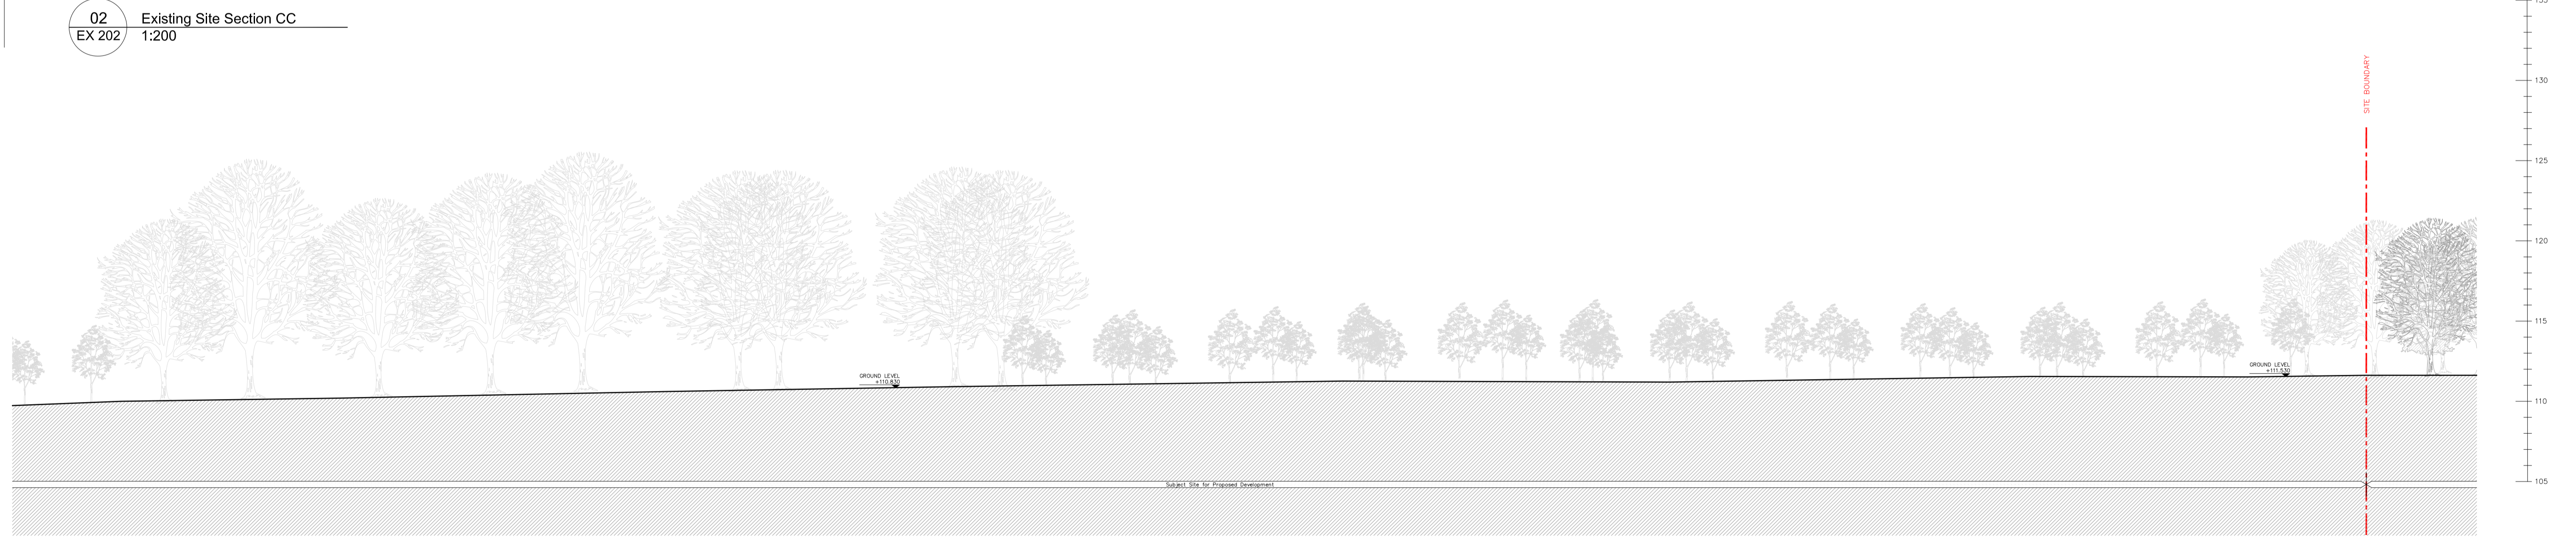 02
Existing Site Section CC
EX 202
1:200
SITE BOUNDARY
130
125
120
115
GROUND LEVEL
+110.830
GROUND LEVEL
+111.530
110
Subject Site for Proposed Development
105